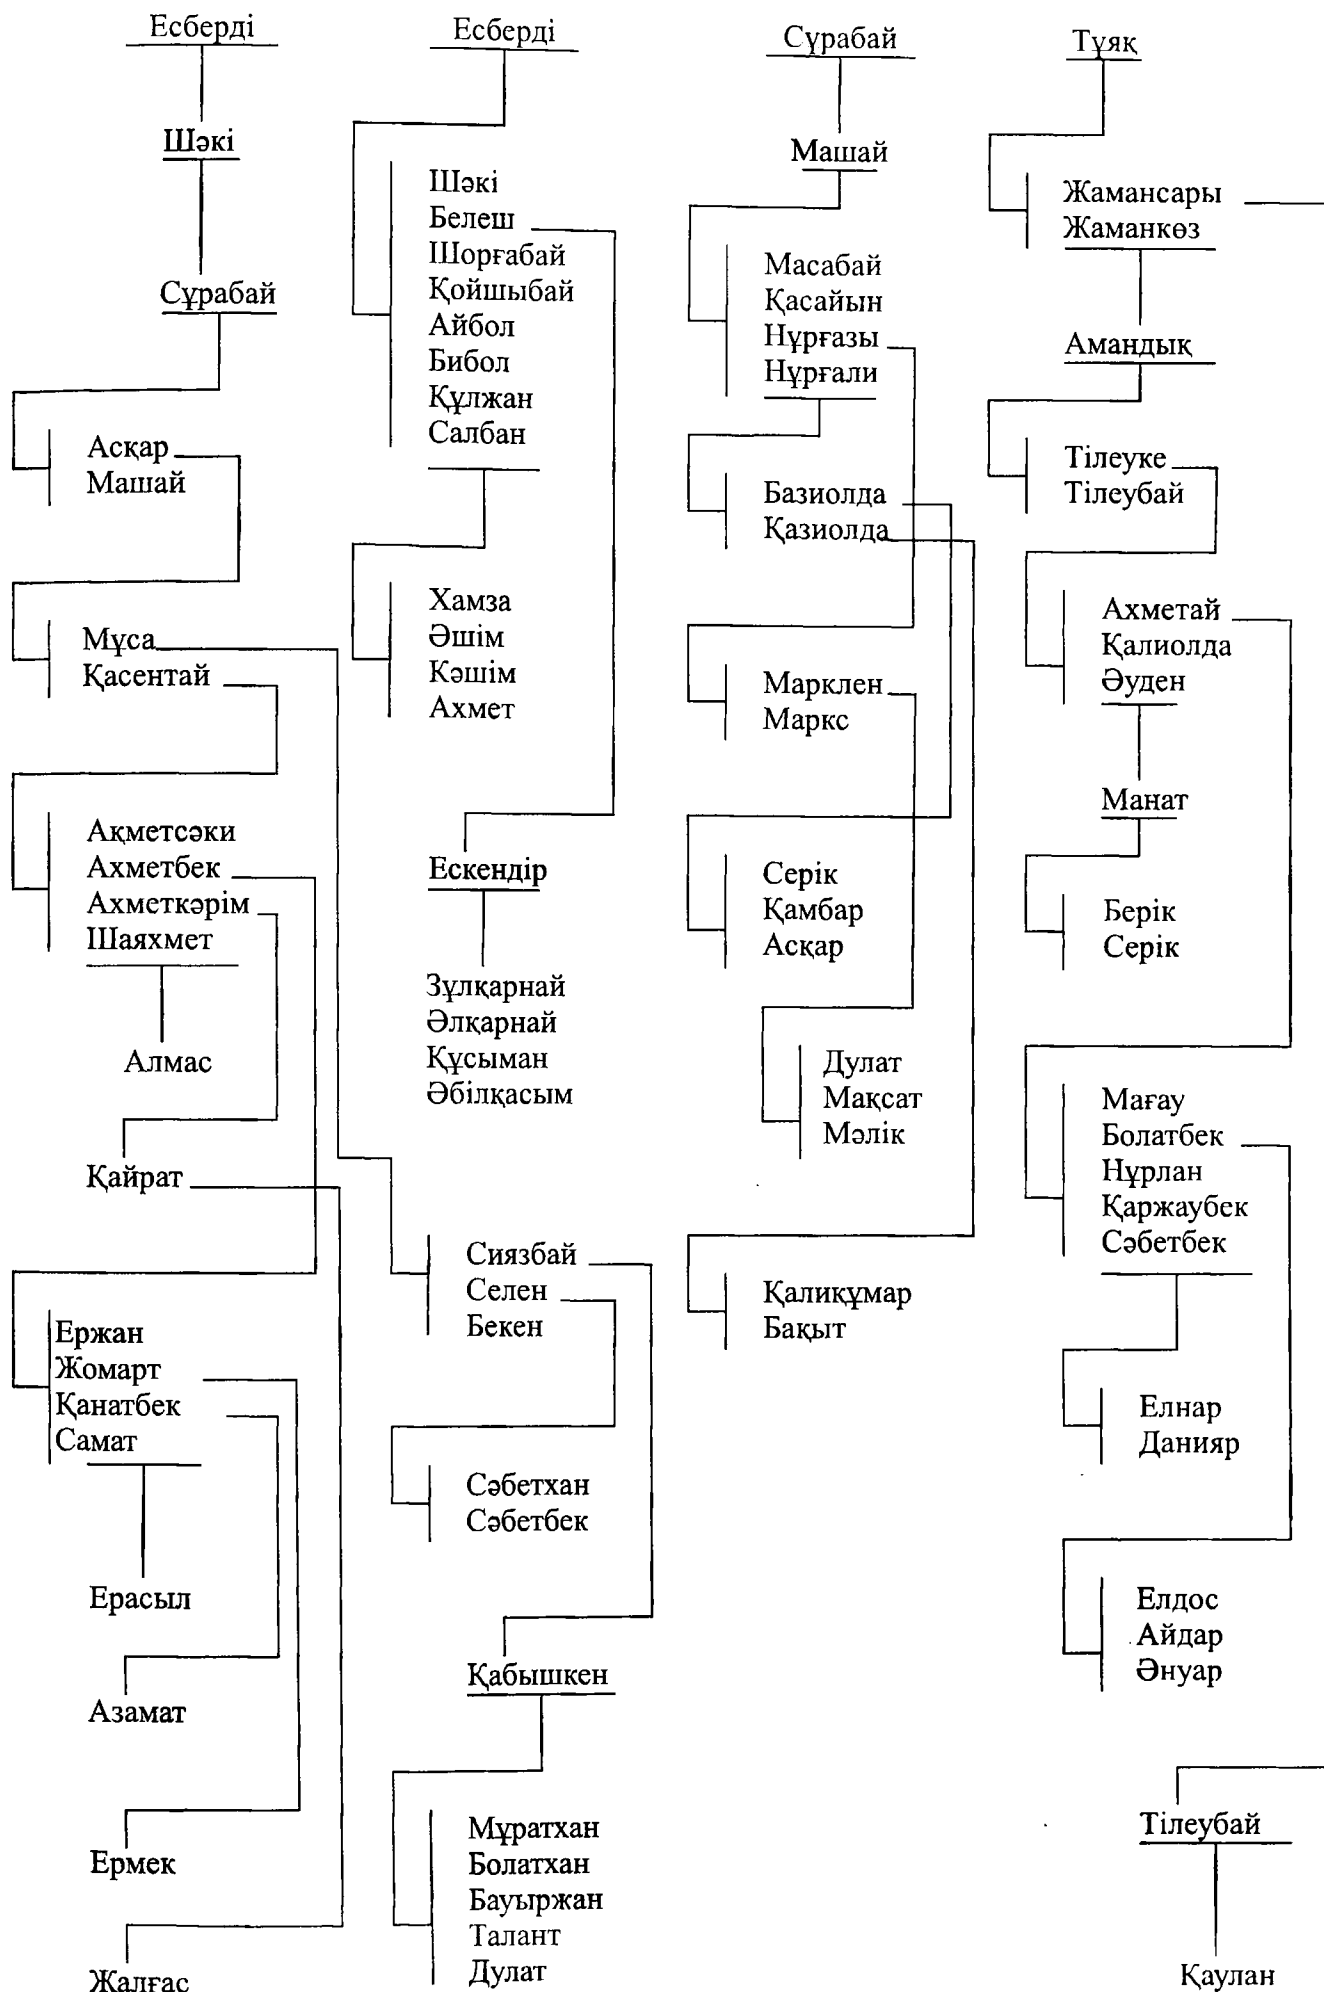 Есберді
Шәкі
Сұрабай
Асқар
Машай
Мұса
Қасентай
Ақметсәки
Ахметбек
Ахметкәрім
Шаяхмет
Алмас
Қайрат
Ержан
Жомарт
Қанатбек
Самат
Ерасыл
Азамат
Ермек
Жалғас
Есберді
Шәкі
Белеш
Шорғабай
Қойшыбай
Айбол
Бибол
Құлжан
Салбан
Хамза
Әшім
Кәшім
Ахмет
Ескендір
Зұлқарнай
Әлқарнай
Құсыман
Әбілқасым
Сиязбай
Селен
Бекен
Сәбетхан
Сәбетбек
Қабышкен
Мұратхан
Болатхан
Бауыржан
Талант
Дулат
Сұрабай
Машай
Масабай
Қасайын
Нұрғазы
Нұрғали
Базиолда
Қазиолда
Марклен
Маркс
Серік
Қамбар
Асқар
Дулат
Мақсат
Мәлік
Қалиқұмар
Бақыт
Тұяқ
Жамансары
Жаманкөз
Амандық
Тілеуке
Тілеубай
Ахметай
Қалиолда
Әуден
Манат
Берік
Серік
Мағау
Болатбек
Нұрлан
Қаржаубек
Сәбетбек
Елнар
Данияр
Елдос
Айдар
Әнуар
Тілеубай
Қаулан